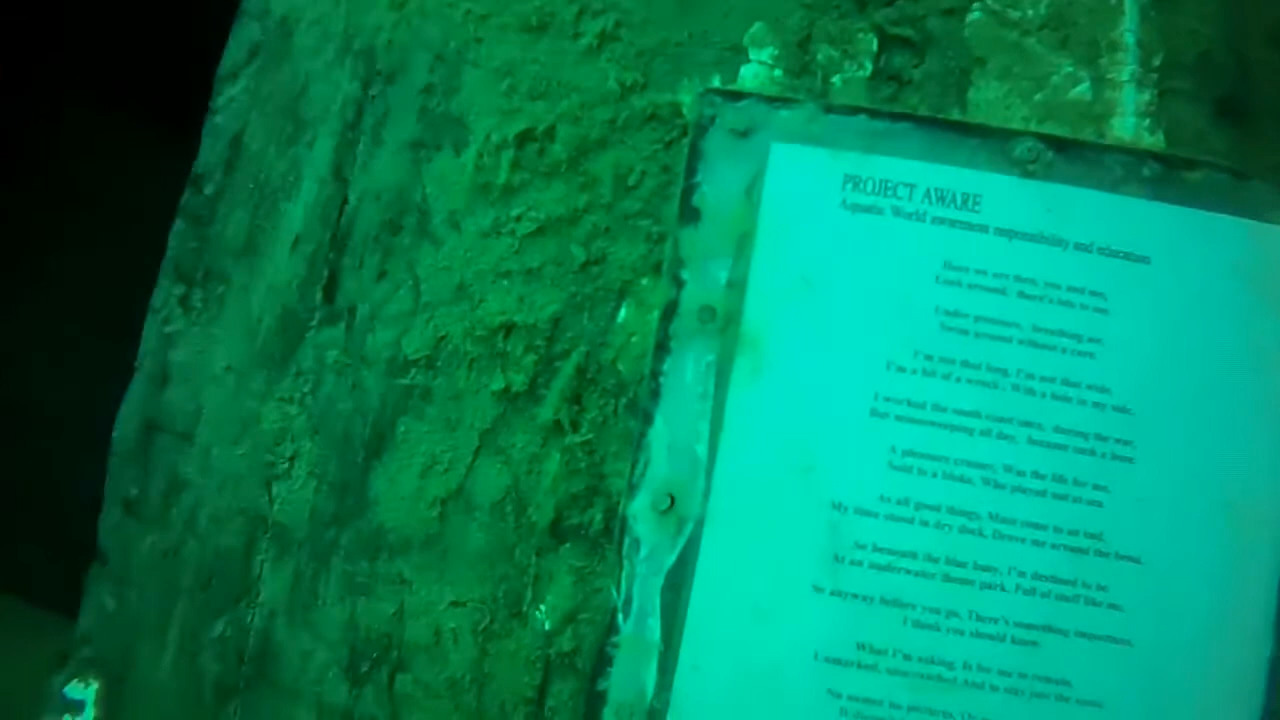 PROJECT AWARE
Aquatic World awareness responsibility and education
Here we are then, you and me,
Look around, there's lots to see.
Under pressure, breathing air,
Swim around without a care.
I'm not that long, I'm not that wide,
I'm a bit of a wreck, With a hole in my side.
I worked the south coast once, during the war,
But minesweeping all day, became such a bore.
A pleasure cruiser, Was the life for me,
Sold to a bloke, Who played out at sea.
As all good things, Must come to an end,
My time stood in dry dock, Drove me around the bend.
So beneath the blue I'm destined to be
At an underwater theme park, Full of stuff like me.
So anyway before you go, There's something important,
I think you should know.
What I'm asking, Is for me to remain,
Unmarked, And to stay just the same.